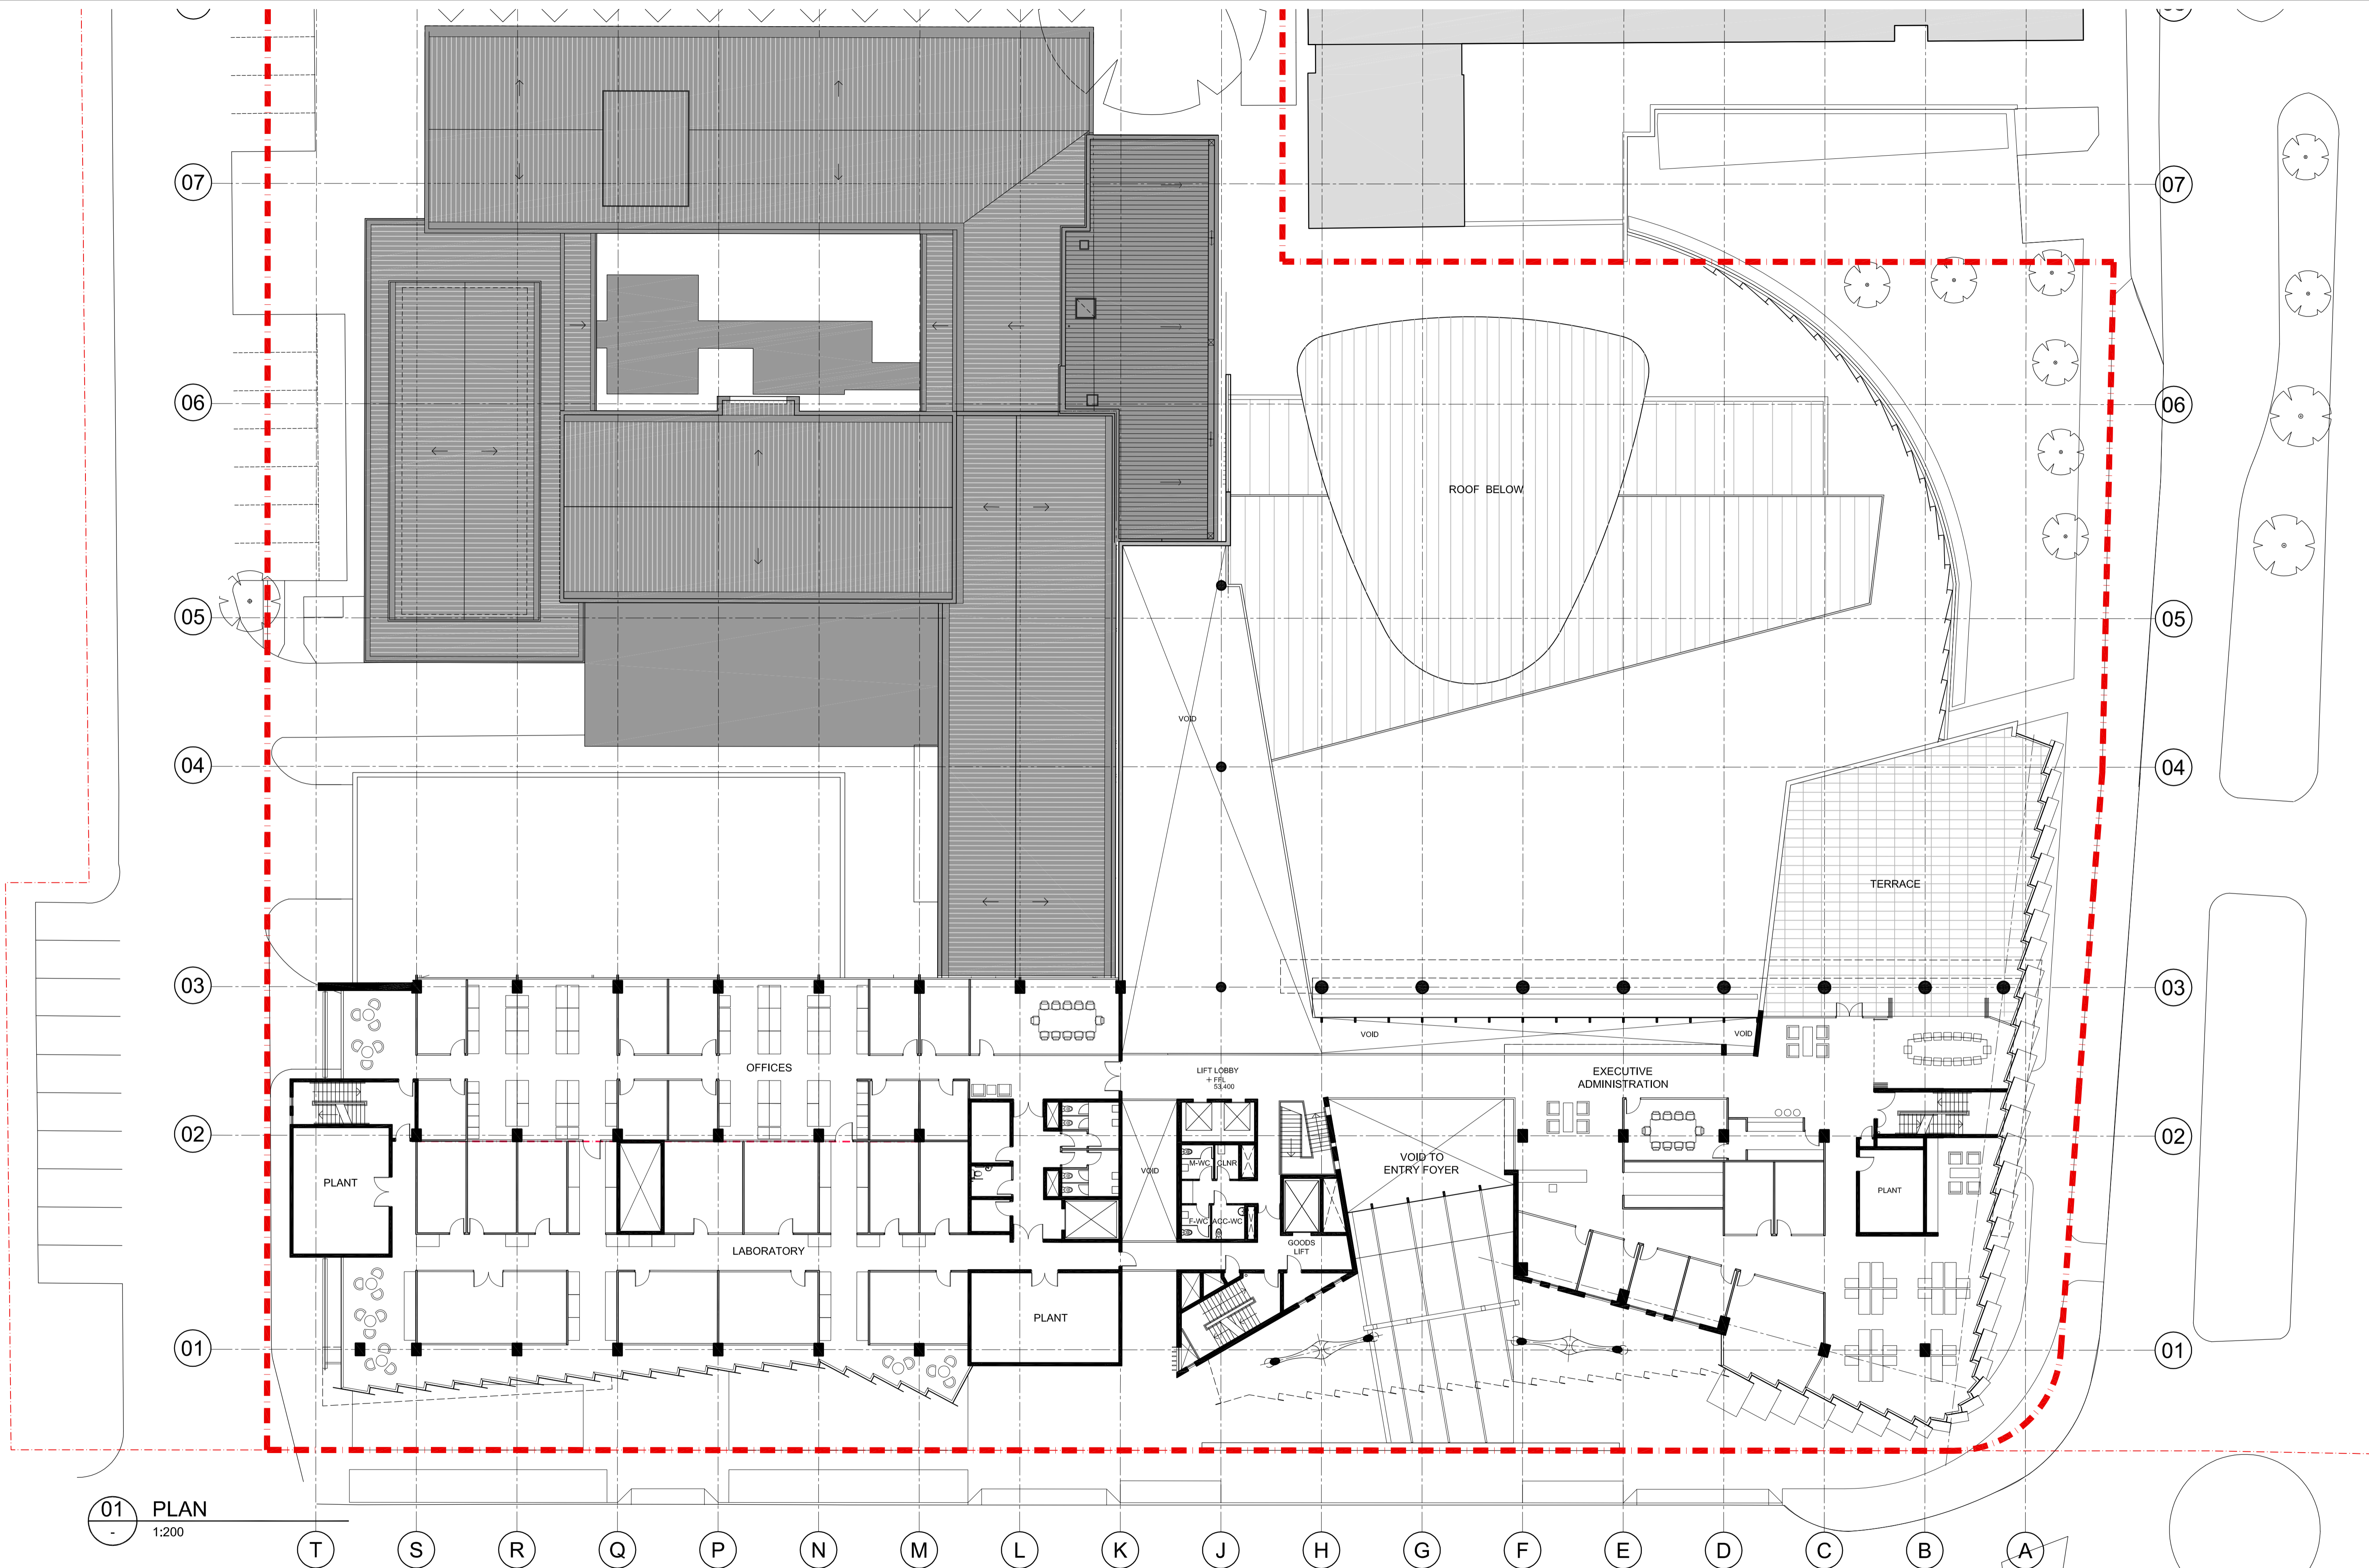 07
07
06
06
ROOF BELOW
05
05
VOID
04
04
TERRACE
03
03
VOID
VOID
OFFICES
LIFT LOBBY
+ FFL
53,400
EXECUTIVE
ADMINISTRATION
02
02
VOID
M-WC
CLNR
VOID TO
ENTRY FOYER
PLANT
PLANT
F-WC
ACC-WC
LABORATORY
GOODS
LIFT
PLANT
01
01
01
-
PLAN
1:200
T
S
R
Q
P
N
M
L
K
J
H
G
F
E
D
C
B
A